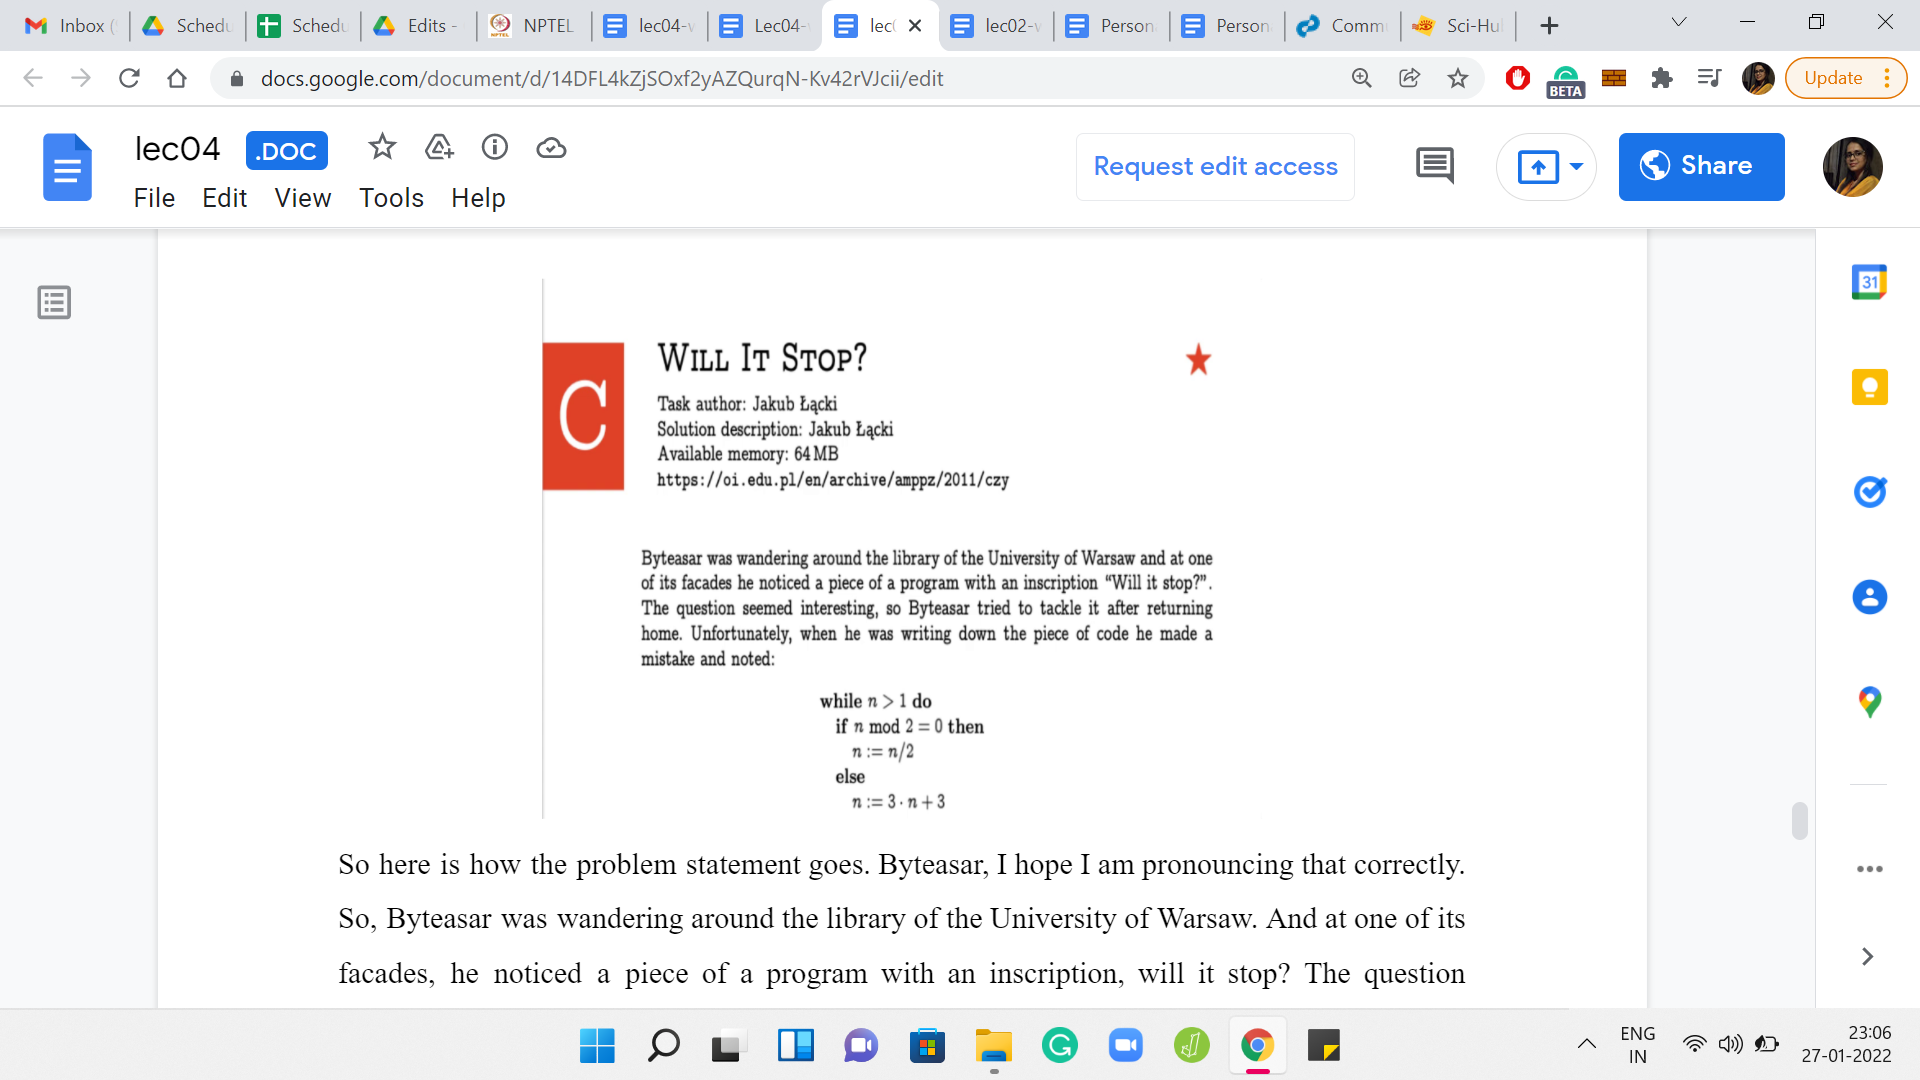 Inbox (
Schedu
Schedu
Edits -
NPTEL
lec04-v
Lec04-
lec
lec02-v
Person
Person
Comm
Sci-Hu
docs.google.com/document/d/14DFL4kZjSOxf2yAZQurqN-Kv42rVJcii/edit
BETA
Update
lec04
.DOC
File Edit View Tools Help
Request edit access
Share
31
C
WILL IT STOP?
Task author: Jakub Łącki
Solution description: Jakub Łącki
Available memory: 64 MB
https://oi.edu.pl/en/archive/amppz/2011/czy
Byteasar was wandering around the library of the University of Warsaw and at one
of its facades he noticed a piece of a program with an inscription “Will it stop?”.
The question seemed interesting, so Byteasar tried to tackle it after returning
home. Unfortunately, when he was writing down the piece of code he made a
mistake and noted:
while n > 1 do
if n mod 2 = 0 then
n := n/2
else
n := 3 · n + 3
So here is how the problem statement goes. Byteasar, I hope I am pronouncing that correctly.
So, Byteasar was wandering around the library of the University of Warsaw. And at one of its
facades, he noticed a piece of a program with an inscription, will it stop? The question
ENG
IN
23:06
27-01-2022